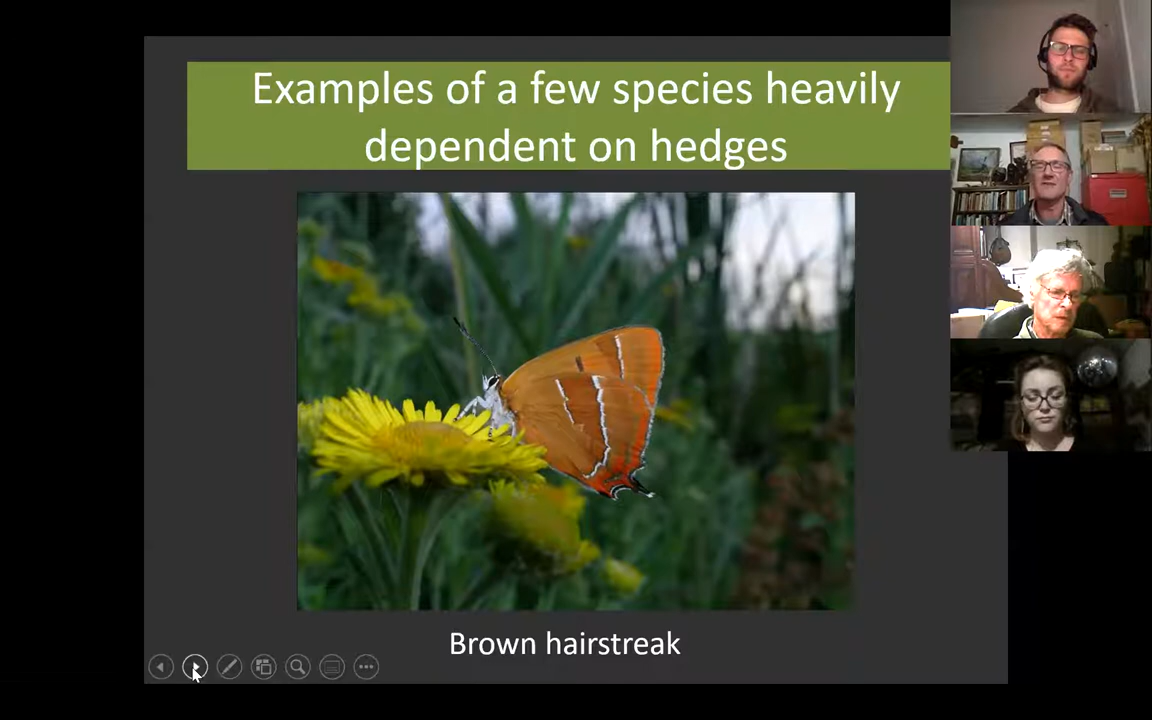 Examples of a few species heavily
dependent on hedges
Brown hairstreak